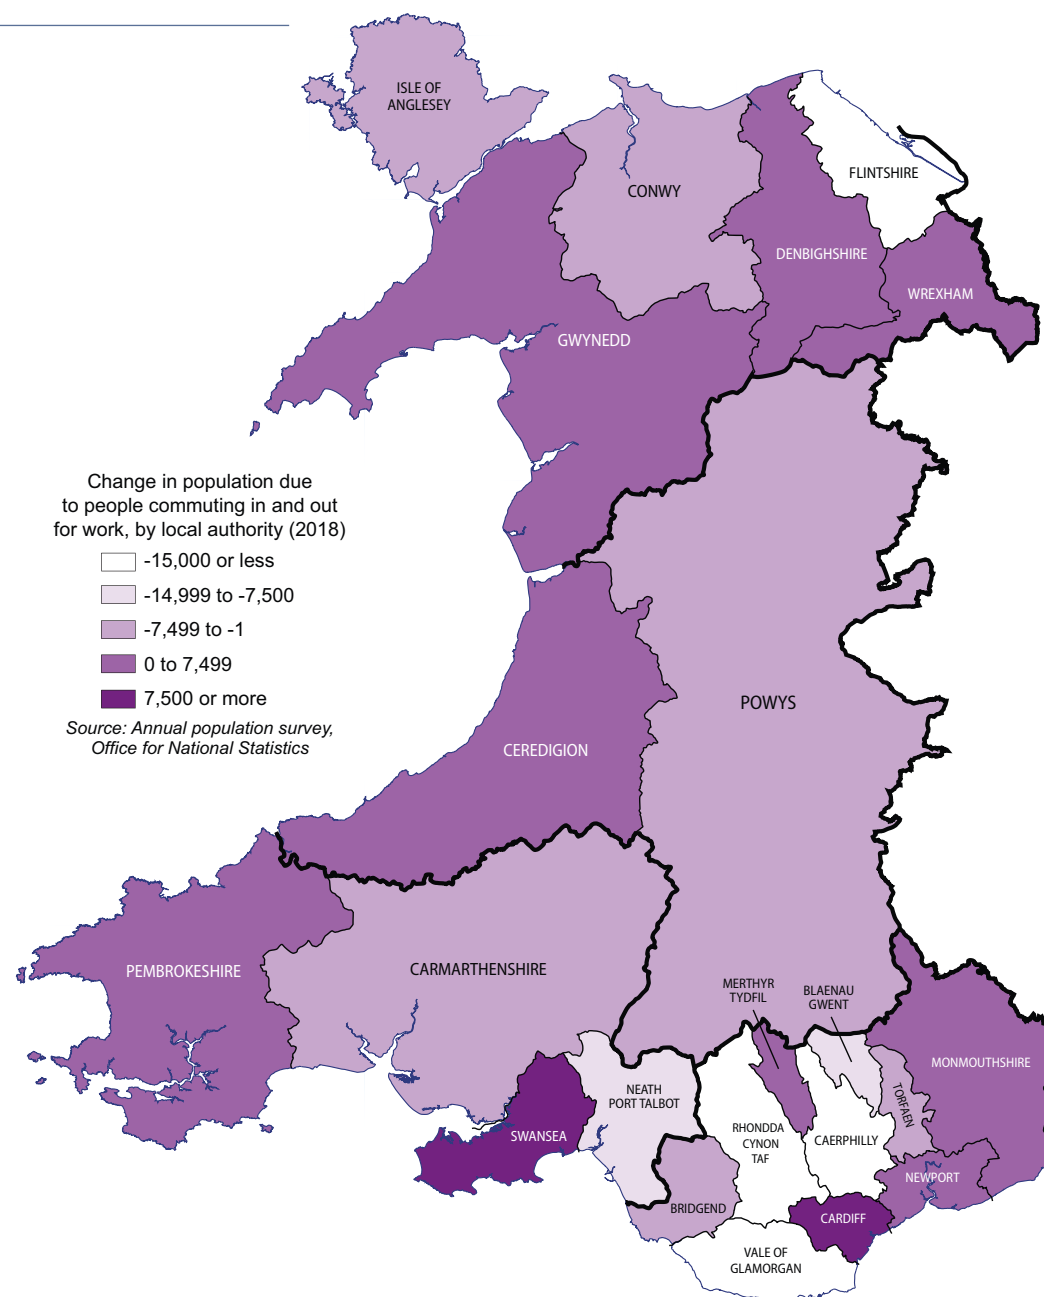 ISLE OF
ANGLESEY
CONWY
FLINTSHIRE
DENBIGHSHIRE
WREXHAM
GWYNEDD
Change in population due
to people commuting in and out
for work, by local authority (2018)
-15,000 or less
-14,999 to -7,500
-7,499 to -1
0 to 7,499
7,500 or more
Source: Annual population survey,
Office for National Statistics
POWYS
CEREDIGION
PEMBROKESHIRE
CARMARTHENSHIRE
MERTHYR
TYDFIL
BLAENAU
GWENT
MONMOUTHSHIRE
NEATH
PORT TALBOT
TORFAEN
SWANSEA
RHONDDA
CYNON
TAF
CAERPHILLY
NEWPORT
BRIDGEND
CARDIFF
VALE OF
GLAMORGAN